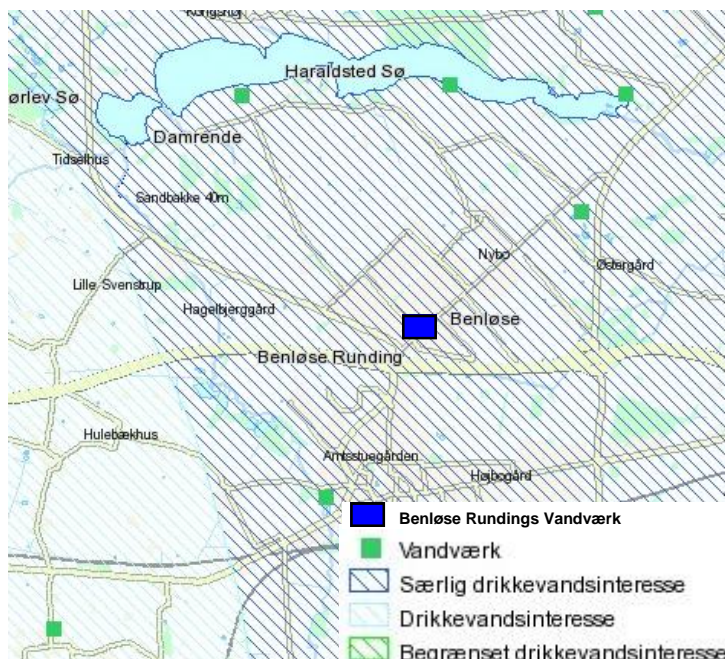 Kongshøj
Haraldsted Sø
ørlev Sø
Damrende
Tidselhus
Sandbakke 40m
Nybo
Østergård
Lille Svenstrup
Hagelbjerggård
Benløse
Benløse Runding
Hulebækhus
Amtsstuegården
Højbogård
Benløse Rundings Vandværk
Vandværk
Særlig drikkevandsinteresse
Drikkevandsinteresse
Begrænset drikkevandsinteresse